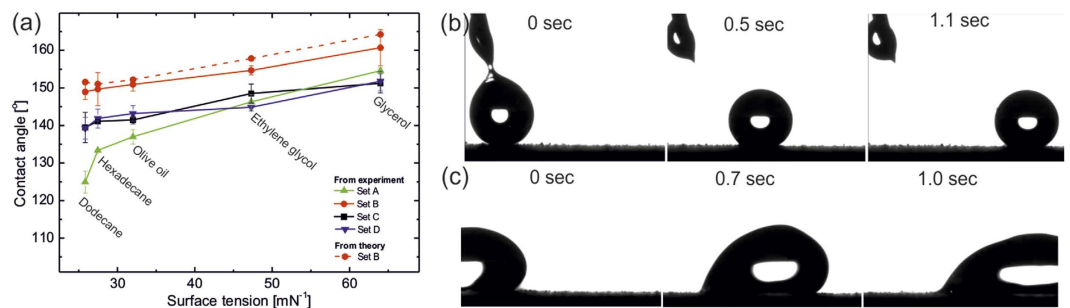 (a)
160
150
140
130
120
110
30
40
50
60
Contact angle [°]
Surface tension [mN⁻¹]
Dodecane
Hexadecane
Olive oil
Ethylene glycol
Glycerol
From experiment
Set A
Set B
Set C
Set D
From theory
Set B
(b)
0 sec
0.5 sec
1.1 sec
(c)
0 sec
0.7 sec
1.0 sec